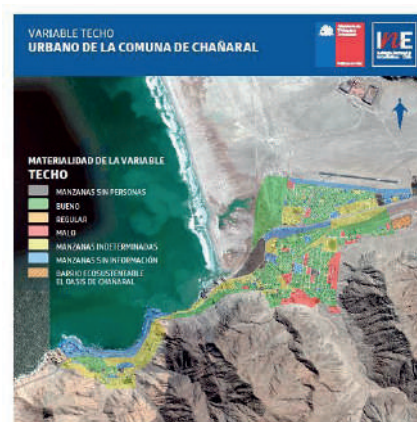 VARIABLE TECHO
URBANO DE LA COMUNA DE CHAÑARAL
INE
MATERIALIDAD DE LA VARIABLE
TECHO
MANZANAS SIN PERSONAS
BUENO
REGULAR
MALO
MANZANAS INDETERMINADAS
MANZANAS SIN INFORMACIÓN
BARRIO ECOSUSTENTABLE
EL OASIS DE CHAÑARAL